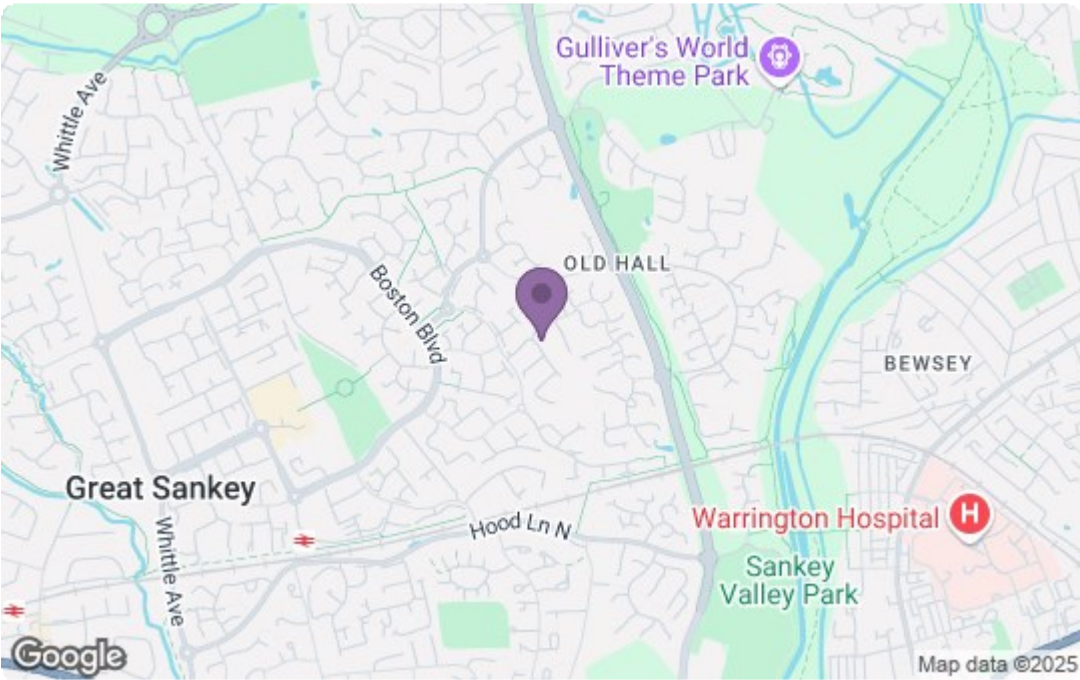 Gulliver's World
Theme Park
Whittle Ave
OLD HALL
Boston Blvd
BEWSEY
Great Sankey
Hood Ln N
Warrington Hospital
H
Whittle Ave
Sankey
Valley Park
Google
Map data ©2025